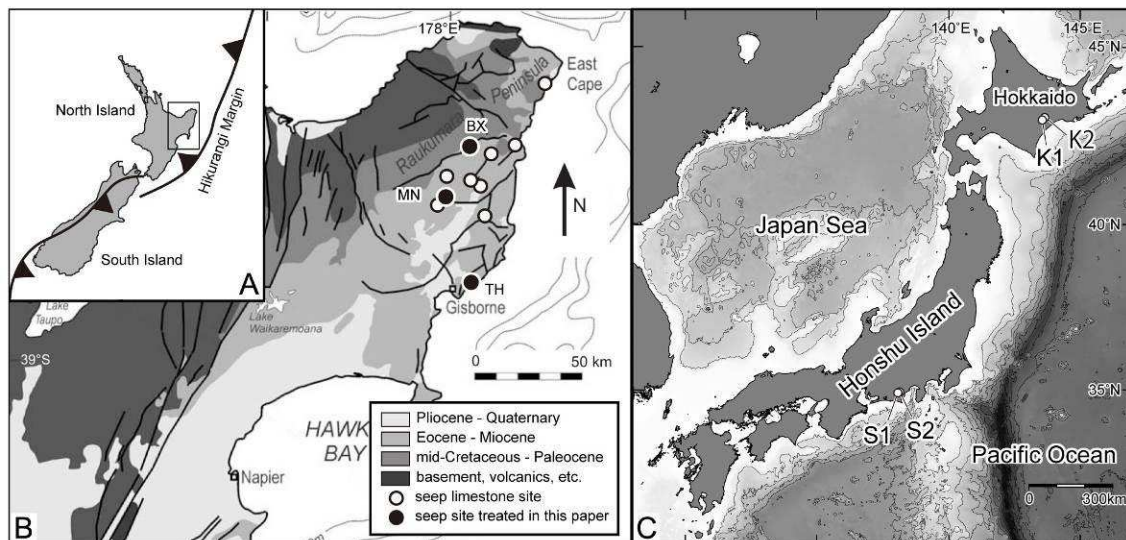 North Island
Hikurangi Margin
South Island
A
178°E
East
Cape
Raukumara Peninsula
BX
MN
N
TH
Gisborne
Lake
Taupo
Lake
Waikaremoana
39°S
0 50 km
HAWK
BAY
Napier
Pliocene - Quaternary
Eocene - Miocene
mid-Cretaceous - Paleocene
basement, volcanics, etc.
seep limestone site
seep site treated in this paper
B
140°E
145°E
45°N
Hokkaido
K1
K2
40°N
Japan Sea
Honshu Island
35°N
S1
S2
Pacific Ocean
0 300km
C